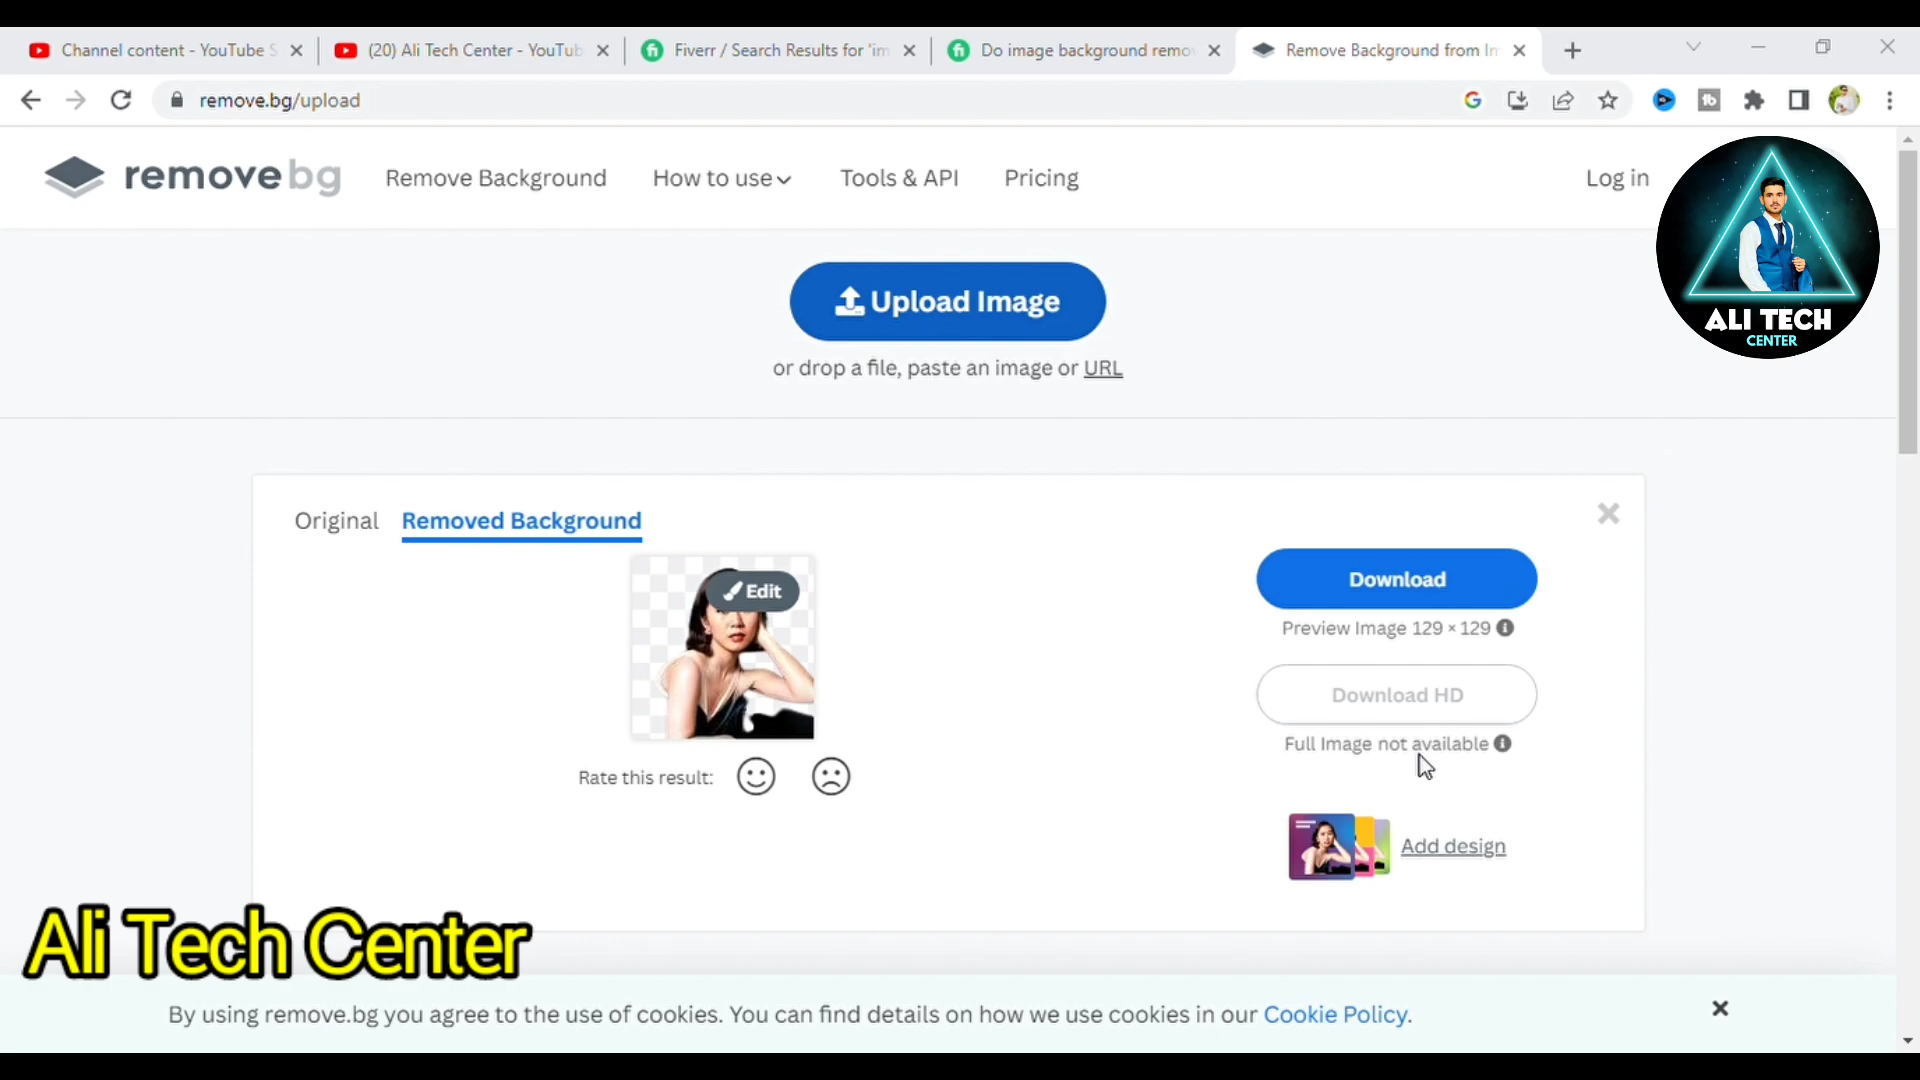 Channel content - YouTube S
(20) Ali Tech Center - YouTub
Fiverr / Search Results for 'im
Do image background remov
Remove Background from Im
remove.bg/upload
removebg
Remove Background
How to use
Tools & API
Pricing
Log in
ALI TECH
CENTER
Upload Image
or drop a file, paste an image or URL
Original
Removed Background
Edit
Download
Preview Image 129 × 129
Download HD
Full Image not available
Rate this result:
Add design
Ali Tech Center
By using remove.bg you agree to the use of cookies. You can find details on how we use cookies in our Cookie Policy.